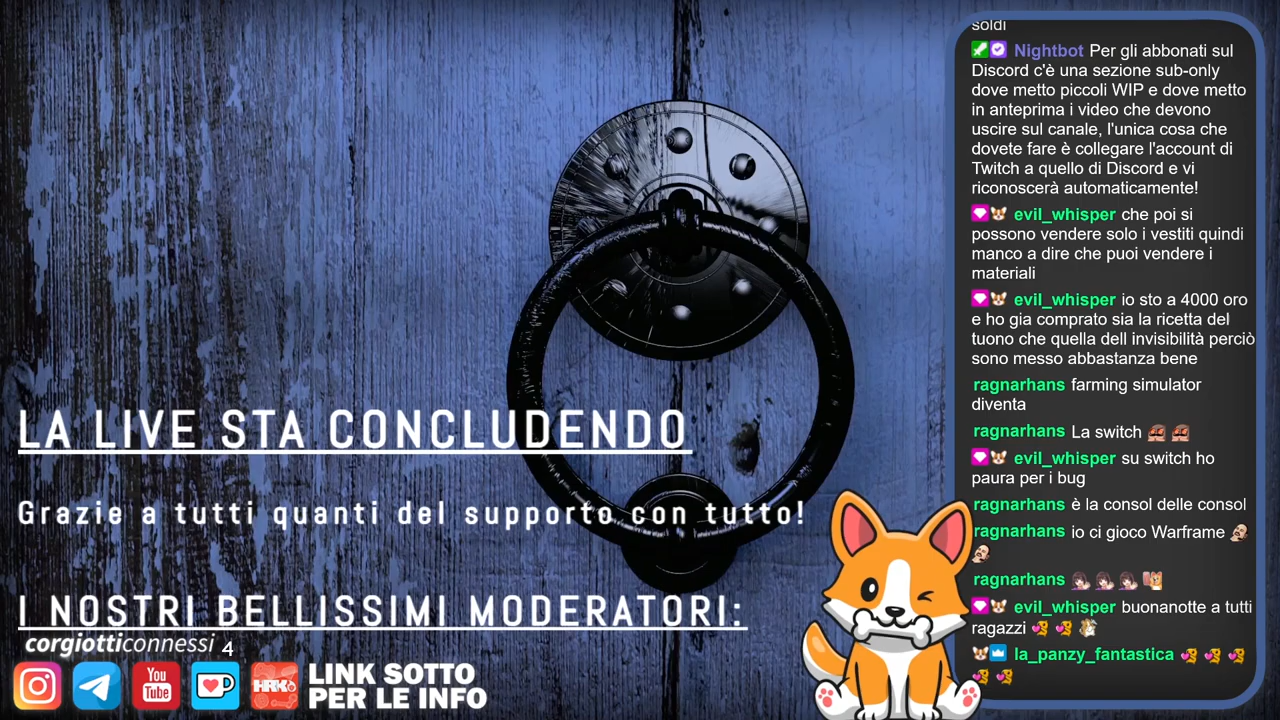 LA LIVE STA CONCLUDENDO
Grazie a tutti quanti del supporto con tutto!
I NOSTRI BELLISSIMI MODERATORI:
corgiotticonnessi 4
You
Tube
HRK
LINK SOTTO
PER LE INFO
soldi
Nightbot Per gli abbonati sul
Discord c'è una sezione sub-only
dove metto piccoli WIP e dove metto
in anteprima i video che devono
uscire sul canale, l'unica cosa che
dovete fare è collegare l'account di
Twitch a quello di Discord e vi
riconoscerà automaticamente!
evil_whisper che poi si
possono vendere solo i vestiti quindi
manco a dire che puoi vendere i
materiali
evil_whisper io sto a 4000 oro
e ho gia comprato sia la ricetta del
tuono che quella dell invisibilità perciò
sono messo abbastanza bene
ragnarhans farming simulator
diventa
ragnarhans La switch
evil_whisper su switch ho
paura per i bug
ragnarhans è la consol delle consol
ragnarhans io ci gioco Warframe
ragnarhans
evil_whisper buonanotte a tutti
ragazzi
la_panzy_fantastica